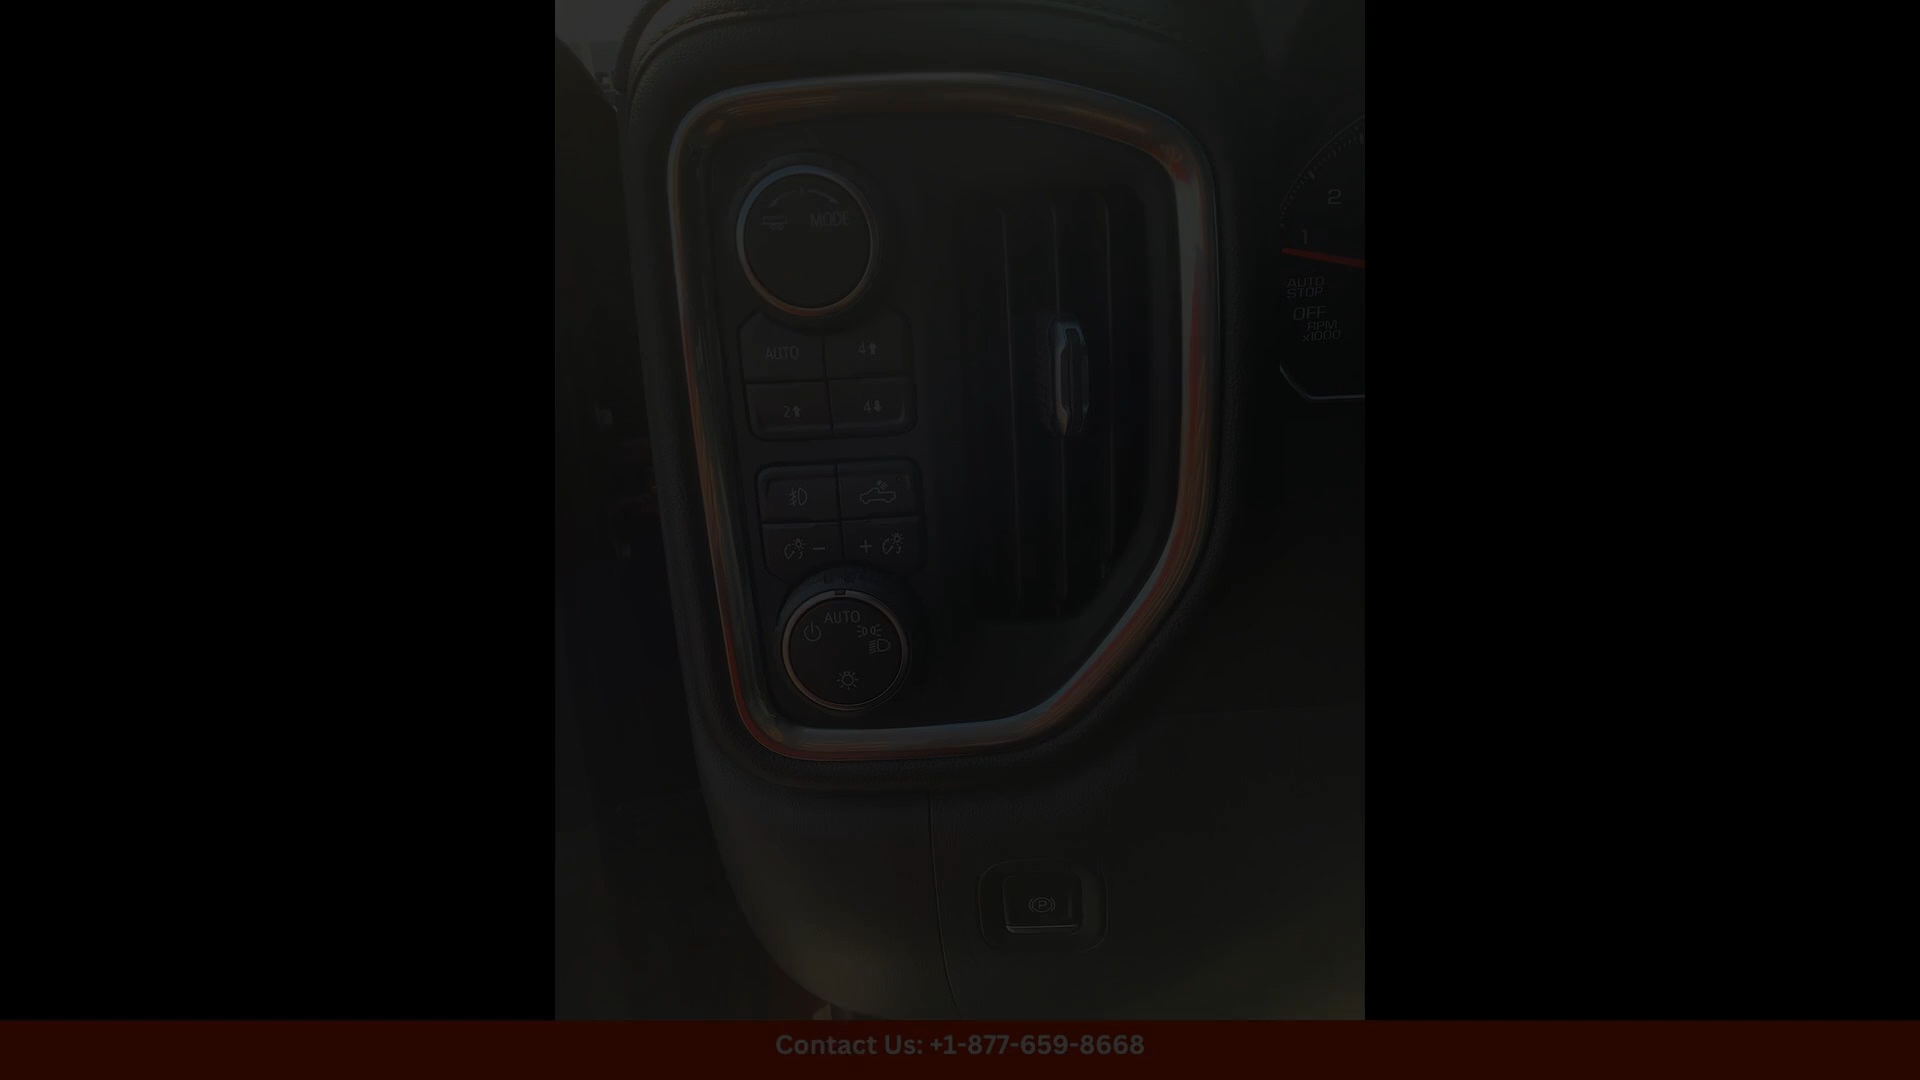 MODE
2
1
AUTO
STOP
OFF
RPM
x1000
AUTO
4
2
4
AUTO
P
Contact Us: +1-877-659-8668